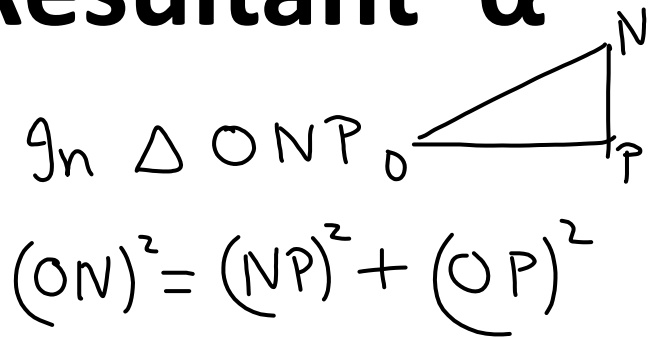 Resultant α
N
In △ ONP O
P
(ON)² = (NP)² + (OP)²